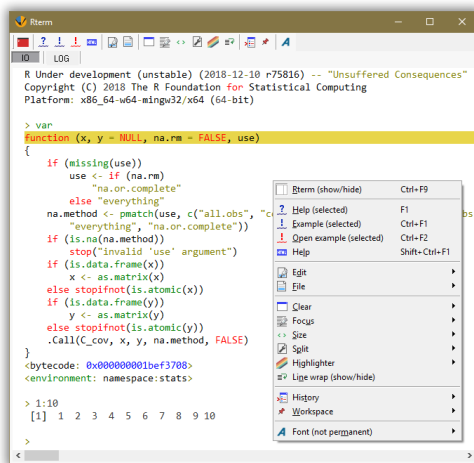 Rterm
IO LOG
R Under development (unstable) (2018-12-10 r75816) -- "Unsuffered Consequences"
Copyright (C) 2018 The R Foundation for Statistical Computing
Platform: x86_64-w64-mingw32/x64 (64-bit)
> var
function (x, y = NULL, na.rm = FALSE, use)
{
if (missing(use))
use <- if (na.rm)
"na.or.complete"
else "everything"
na.method <- pmatch(use, c("all.obs",
"everything", "na.or.complete"))
if (is.na(na.method))
stop("invalid 'use' argument")
if (is.data.frame(x))
x <- as.matrix(x)
else stopifnot(is.atomic(x))
if (is.data.frame(y))
y <- as.matrix(y)
else stopifnot(is.atomic(y))
.Call(C_cov, x, y, na.method, FALSE)
}
<bytecode: 0x000000001bef3708>
<environment: namespace:stats>
> 1:10
[1] 1 2 3 4 5 6 7 8 9 10
>
Rterm (show/hide) Ctrl+F9
Help (selected) F1
Example (selected) Ctrl+F1
Open example (selected) Ctrl+F2
Help Shift+Ctrl+F1
Edit
File
Clear
Focus
Size
Split
Highlighter
Line wrap (show/hide)
History
Workspace
Font (not permanent)